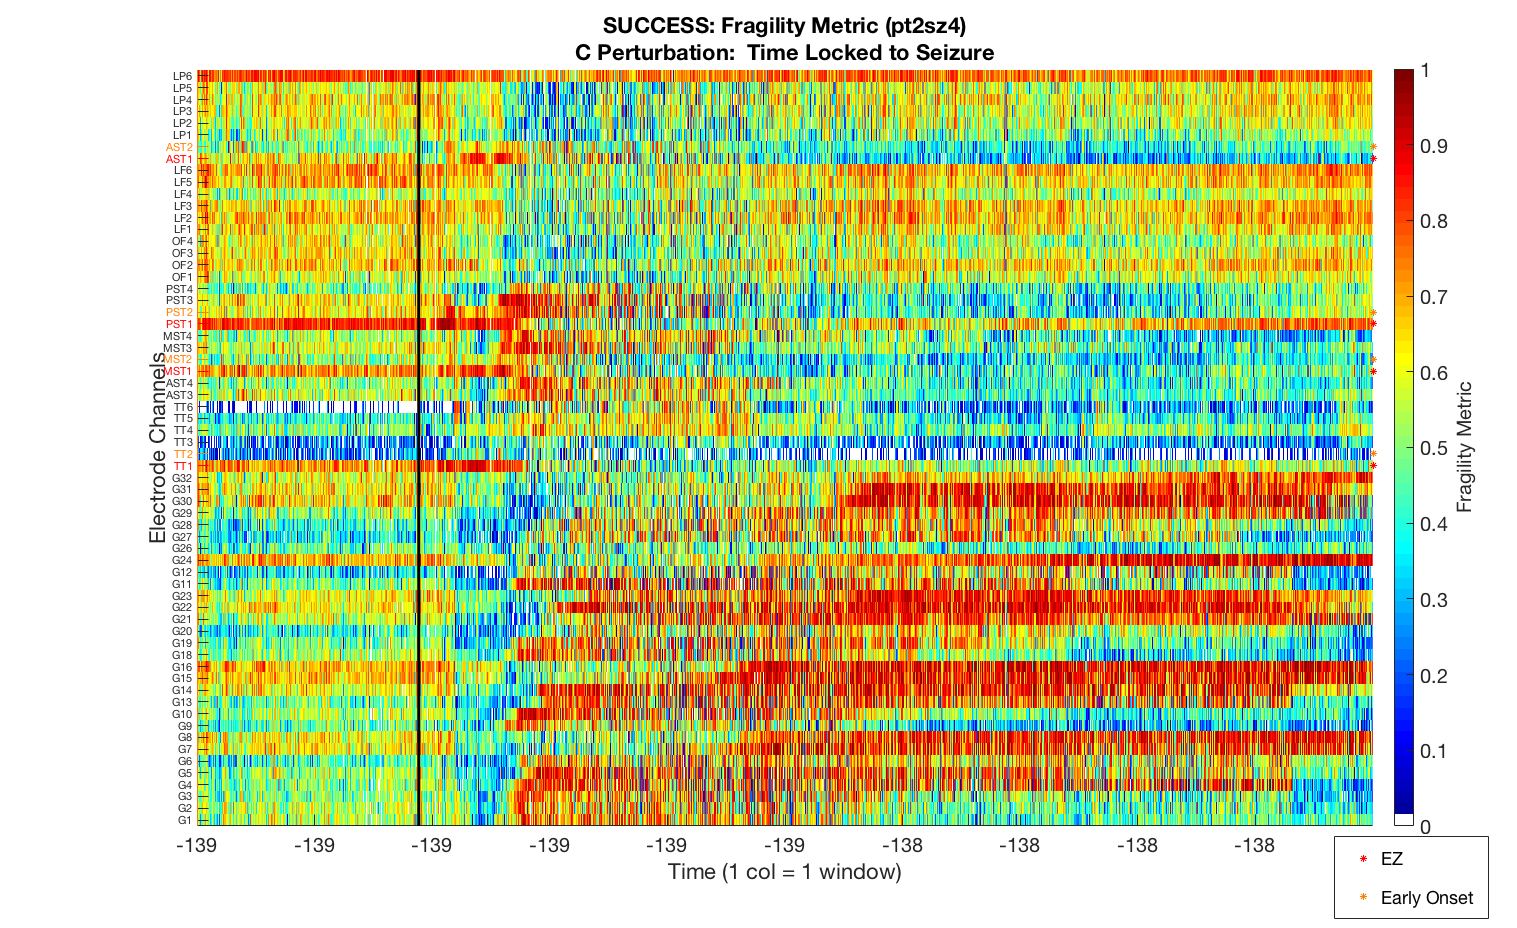 SUCCESS: Fragility Metric (pt2sz4)
C Perturbation: Time Locked to Seizure
Electrode Channels
LP6
LP5
LP4
LP3
LP2
LP1
AST2
AST1
LF6
LF5
LF4
LF3
LF2
LF1
OF4
OF3
OF2
OF1
PST4
PST3
PST2
PST1
MST4
MST3
MST2
MST1
AST4
AST3
TT6
TT5
TT4
TT3
TT2
TT1
G32
G31
G30
G29
G28
G27
G26
G24
G12
G11
G23
G22
G21
G20
G19
G18
G16
G15
G14
G13
G10
G9
G8
G7
G6
G5
G4
G3
G2
G1
-139 -139 -139 -139 -139 -139 -138 -138 -138 -138
Time (1 col = 1 window)
1
0.9
0.8
0.7
0.6
0.5
0.4
0.3
0.2
0.1
0
Fragility Metric
EZ
Early Onset